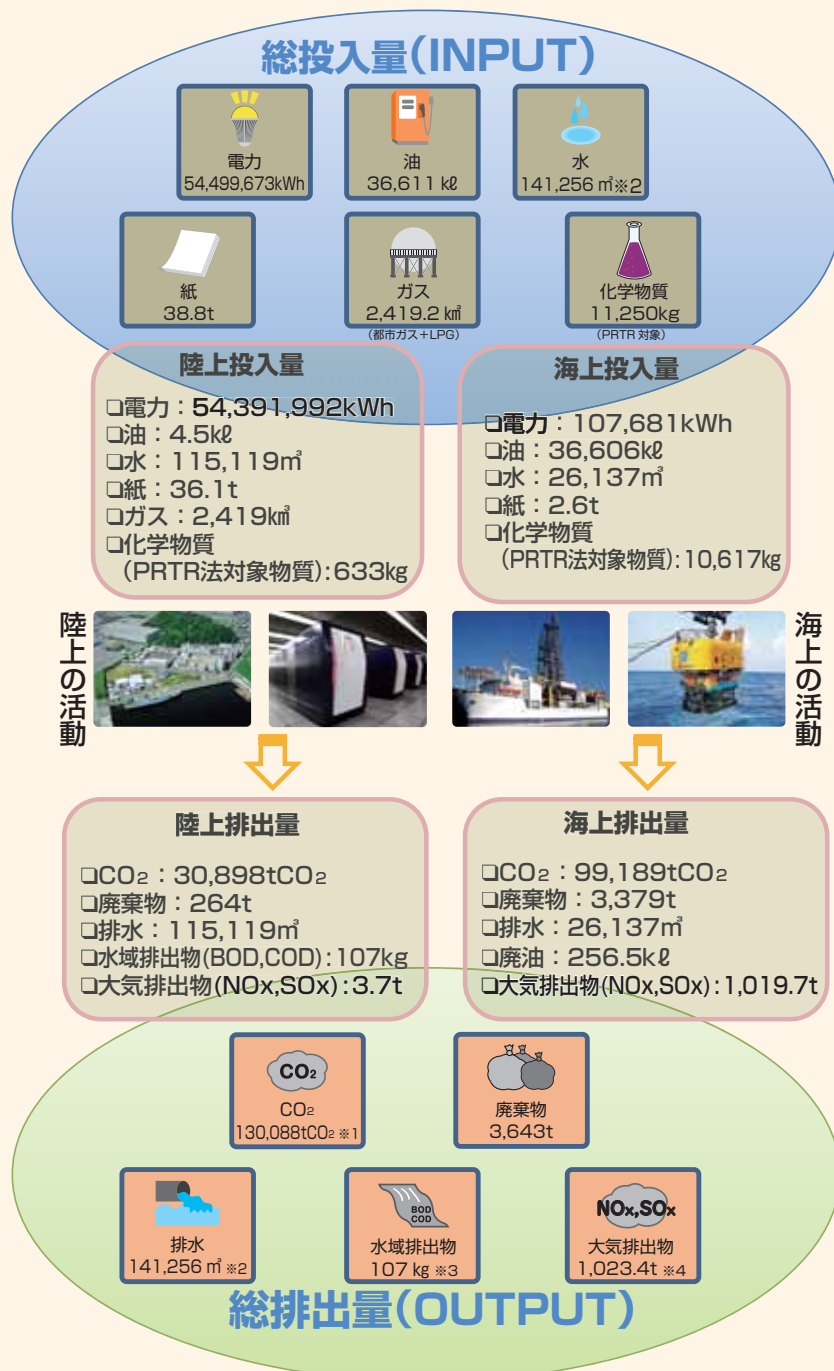 総投入量(INPUT)
電力
54,499,673kWh
油
36,611 kℓ
水
141,256 ㎥※2
紙
38.8t
ガス
2,419.2 k㎥
(都市ガス+LPG)
化学物質
11,250kg
(PRTR 対象)
陸上投入量
❏電力：54,391,992kWh
❏油：4.5kℓ
❏水：115,119㎥
❏紙：36.1t
❏ガス：2,419k㎥
❏化学物質
(PRTR法対象物質)：633kg
海上投入量
❏電力：107,681kWh
❏油：36,606kℓ
❏水：26,137㎥
❏紙：2.6t
❏化学物質
(PRTR法対象物質)：10,617kg
陸上の活動
海上の活動
陸上排出量
❏CO₂：30,898tCO₂
❏廃棄物：264t
❏排水：115,119㎥
❏水域排出物(BOD,COD)：107kg
❏大気排出物(NOx,SOx)：3.7t
海上排出量
❏CO₂：99,189tCO₂
❏廃棄物：3,379t
❏排水：26,137㎥
❏廃油：256.5kℓ
❏大気排出物(NOx,SOx)：1,019.7t
CO₂
CO₂
130,088tCO₂ ※1
廃棄物
3,643t
排水
141,256 ㎥ ※2
BOD
COD
水域排出物
107 kg ※3
NOx,SOx
大気排出物
1,023.4t ※4
総排出量(OUTPUT)